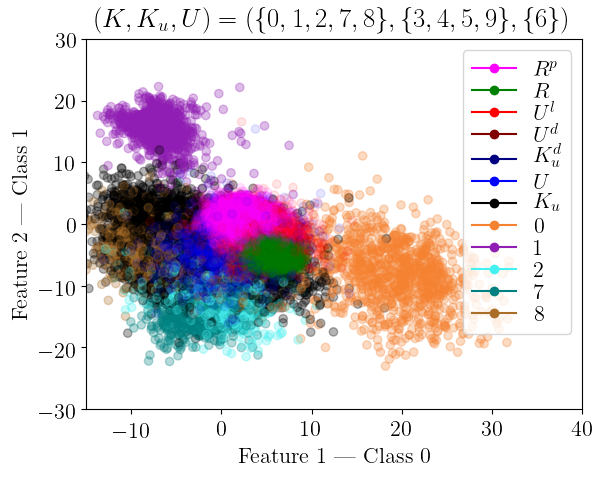 (K, K_u, U) = ({0, 1, 2, 7, 8}, {3, 4, 5, 9}, {6})
30
20
10
0
−10
−20
−30
Feature 2 — Class 1
R^p
R
U^l
U^d
K_u^d
U
K_u
0
1
2
7
8
−10
0
10
20
30
40
Feature 1 — Class 0